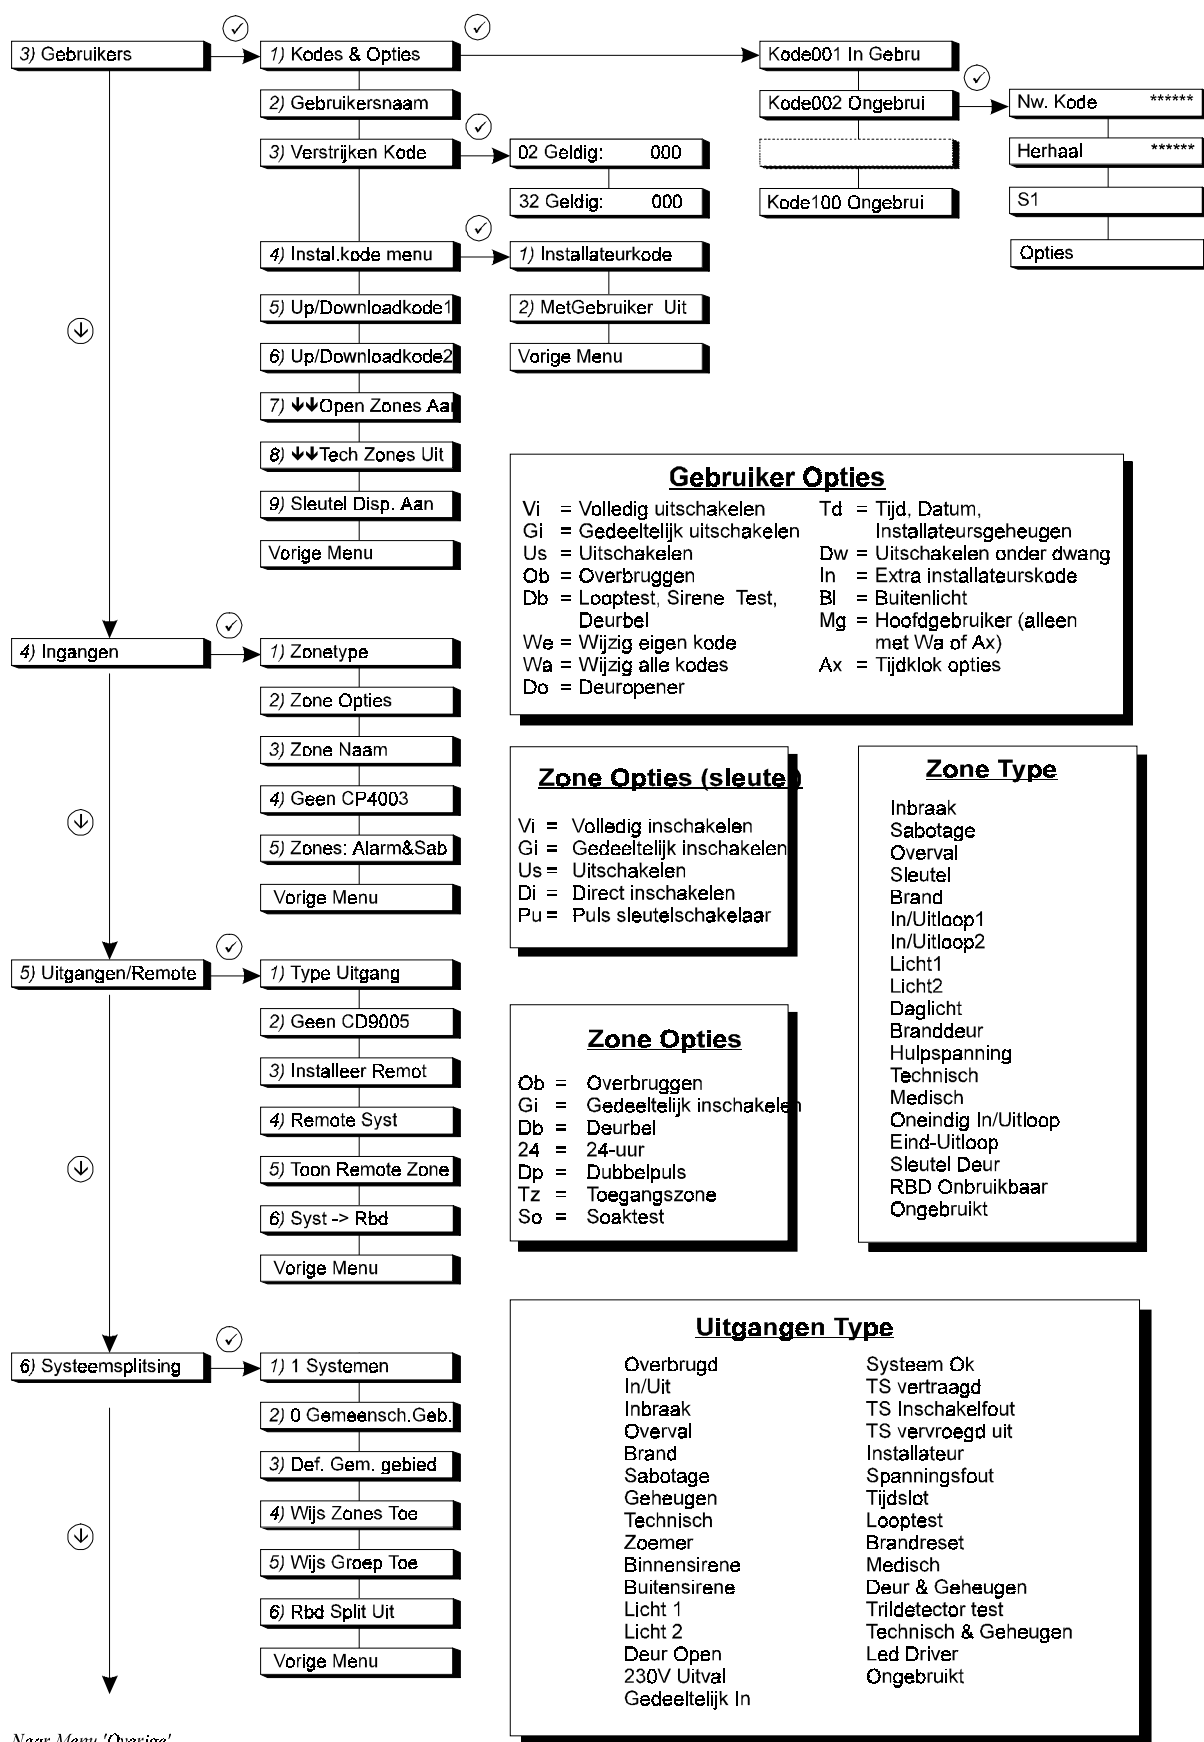 3) Gebruikers
1) Kodes & Opties
2) Gebruikersnaam
3) Verstrijken Kode
4) Instal.kode menu
5) Up/Downloadkode1
6) Up/Downloadkode2
7) ↓↓Open Zones Aan
8) ↓↓Tech Zones Uit
9) Sleutel Disp. Aan
Vorige Menu
02 Geldig: 000
32 Geldig: 000
1) Installateurkode
2) MetGebruiker Uit
Vorige Menu
Kode001 In Gebru
Kode002 Ongebrui
Kode100 Ongebrui
Nw. Kode ******
Herhaal ******
S1
Opties
Gebruiker Opties
Vi = Volledig uitschakelen
Gi = Gedeeltelijk uitschakelen
Us = Uitschakelen
Ob = Overbruggen
Db = Looptest, Sirene Test,
Deurbel
We = Wijzig eigen kode
Wa = Wijzig alle kodes
Do = Deuropener
Td = Tijd, Datum,
Installateursgeheugen
Dw = Uitschakelen onder dwang
In = Extra installateurskode
Bl = Buitenlicht
Mg = Hoofdgebruiker (alleen
met Wa of Ax)
Ax = Tijdklok opties
4) Ingangen
1) Zonetype
2) Zone Opties
3) Zone Naam
4) Geen CP4003
5) Zones: Alarm&Sab
Vorige Menu
Zone Opties (sleutel)
Vi = Volledig inschakelen
Gi = Gedeeltelijk inschakelen
Us = Uitschakelen
Di = Direct inschakelen
Pu = Puls sleutelschakelaar
Zone Type
Inbraak
Sabotage
Overval
Sleutel
Brand
In/Uitloop1
In/Uitloop2
Licht1
Licht2
Daglicht
Branddeur
Hulpspanning
Technisch
Medisch
Oneindig In/Uitloop
Eind-Uitloop
Sleutel Deur
RBD Onbruikbaar
Ongebruikt
5) Uitgangen/Remote
1) Type Uitgang
2) Geen CD9005
3) Installeer Remot
4) Remote Syst
5) Toon Remote Zone
6) Syst -> Rbd
Vorige Menu
Zone Opties
Ob = Overbruggen
Gi = Gedeeltelijk inschakelen
Db = Deurbel
24 = 24-uur
Dp = Dubbelpuls
Tz = Toegangszone
So = Soaktest
6) Systeemsplitsing
1) 1 Systemen
2) 0 Gemeensch.Geb.
3) Def. Gem. gebied
4) Wijs Zones Toe
5) Wijs Groep Toe
6) Rbd Split Uit
Vorige Menu
Uitgangen Type
Overbrugd
In/Uit
Inbraak
Overval
Brand
Sabotage
Geheugen
Technisch
Zoemer
Binnensirene
Buitensirene
Licht 1
Licht 2
Deur Open
230V Uitval
Gedeeltelijk In
Systeem Ok
TS vertraagd
TS Inschakelfout
TS vervroegd uit
Installateur
Spanningsfout
Tijdslot
Looptest
Brandreset
Medisch
Deur & Geheugen
Trildetector test
Technisch & Geheugen
Led Driver
Ongebruikt
Naar Menu 'Overige'